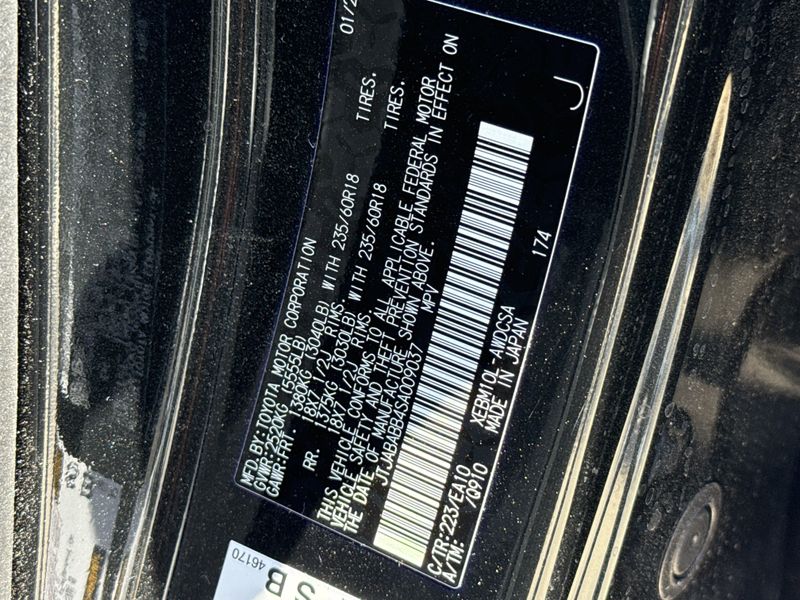 MFD BY:TOYOTA MOTOR CORPORATION 01/2
GVWR:2520KG (5555LB)
GAWR:FRT 1380KG (3040LB) WITH 235/60R18 TIRES.
18X7 1/2J RIMS.
RR. 1375KG (3030LB) WITH 235/60R18 TIRES.
18X7 1/2J RIMS.
THIS VEHICLE CONFORMS TO ALL APPLICABLE FEDERAL MOTOR
VEHICLE SAFETY AND THEFT PREVENTION STANDARDS IN EFFECT ON
THE DATE OF MANUFACTURE SHOWN ABOVE.
MPV
C/TR:223/EA10 XEBM10L-AWDCSA
A/TM: /Q910 MADE IN JAPAN 174
J
46170
S B